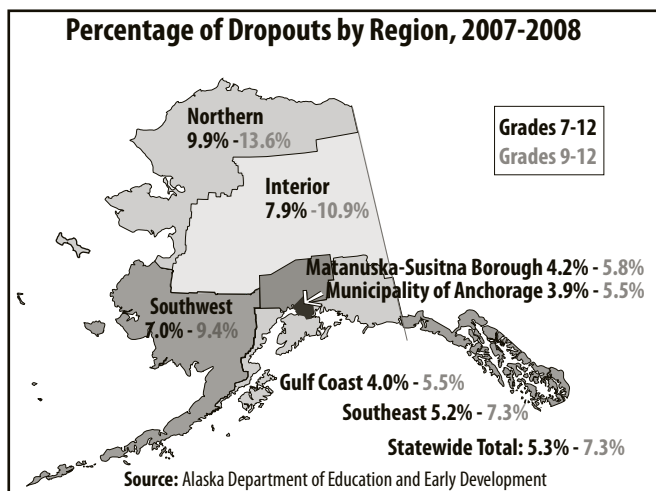 Percentage of Dropouts by Region, 2007-2008
Northern
9.9% -13.6%
Grades 7-12
Grades 9-12
Interior
7.9% -10.9%
Matanuska-Susitna Borough 4.2% - 5.8%
Municipality of Anchorage 3.9% - 5.5%
Southwest
7.0% - 9.4%
Gulf Coast 4.0% - 5.5%
Southeast 5.2% - 7.3%
Statewide Total: 5.3% - 7.3%
Source: Alaska Department of Education and Early Development